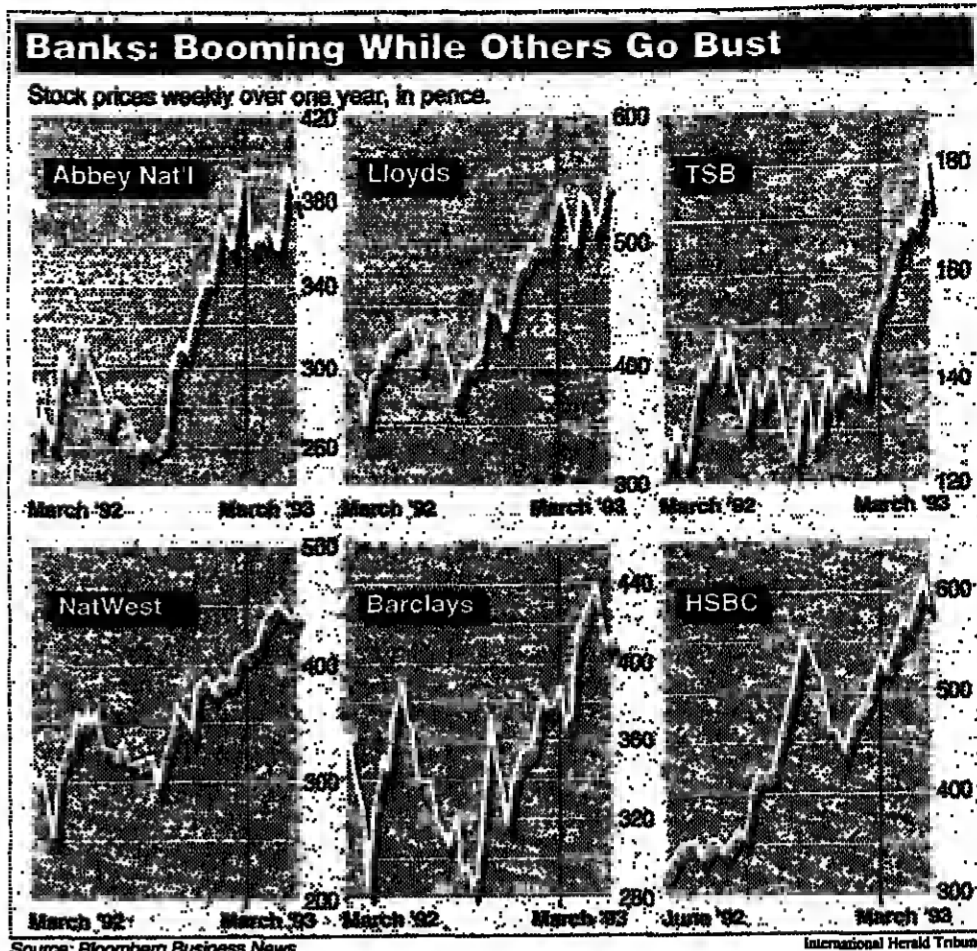 Banks: Booming While Others Go Bust
Stock prices weekly over one year, in pence.
Abbey Nat'l
420
380
340
300
260
March '92
March '93
Lloyds
600
500
400
300
March '92
March '93
TSB
180
160
140
120
March '92
March '93
NatWest
500
400
300
200
March '92
March '93
Barclays
440
400
360
320
280
March '92
March '93
HSBC
600
500
400
300
June '92
March '93
Source: Bloomberg Business News
International Herald Tribune